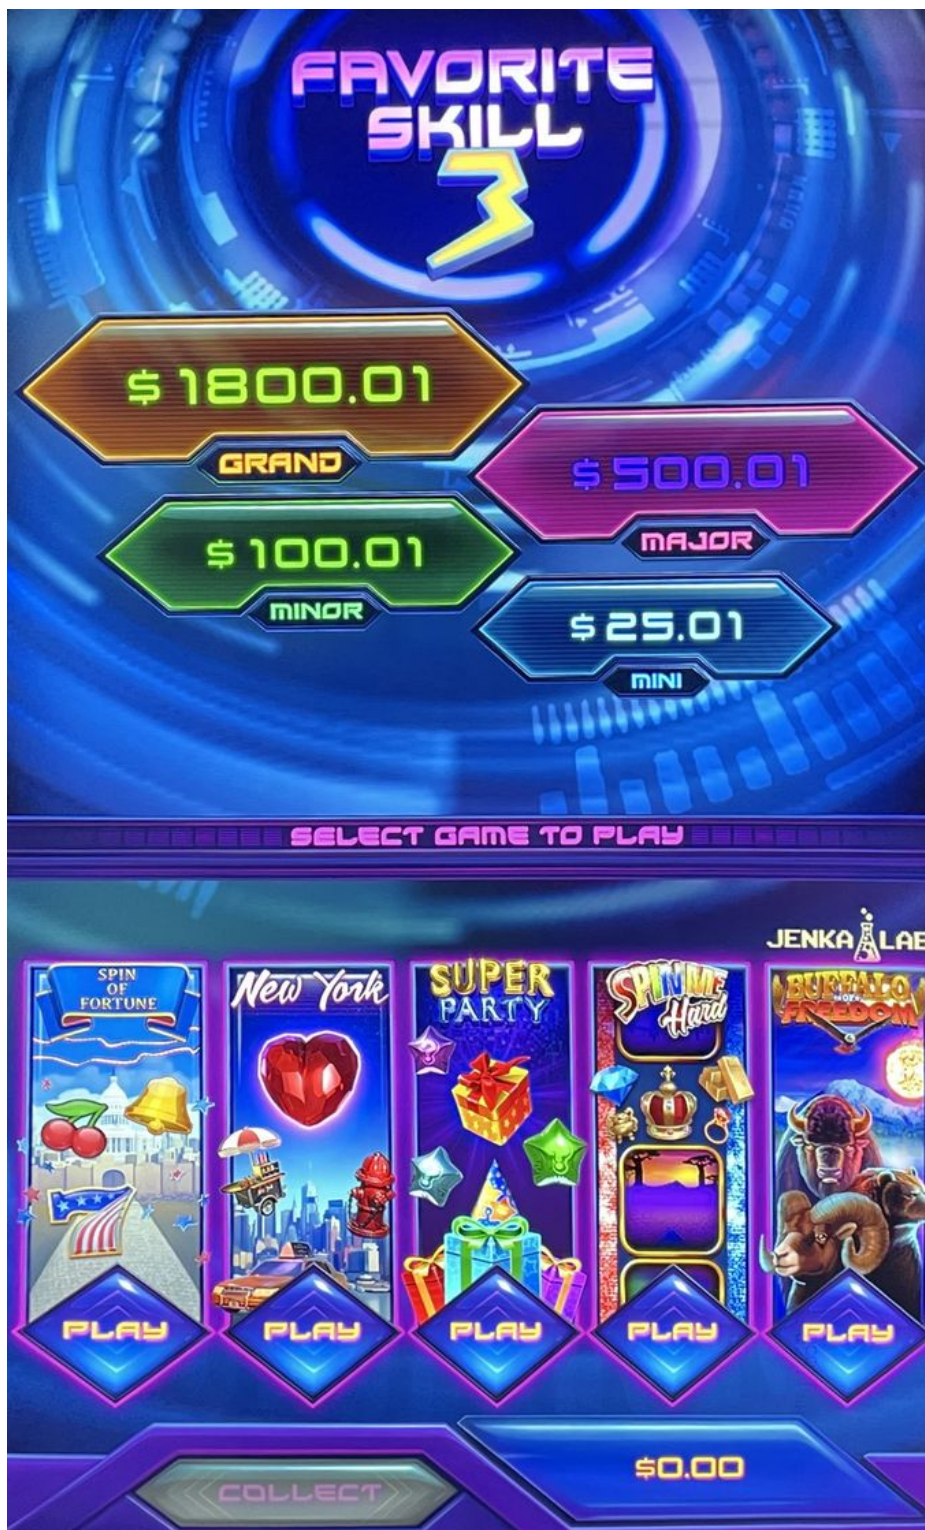 FAVORITE
SKILL
3
$1800.01
GRAND
$500.01
MAJOR
$100.01
MINOR
$25.01
MINI
SELECT GAME TO PLAY
JENKA LAB
SPIN
OF
FORTUNE
New York
SUPER
PARTY
SPIN ME
Hard
BUFFALO
OF
FREEDOM
PLAY
PLAY
PLAY
PLAY
PLAY
COLLECT
$0.00